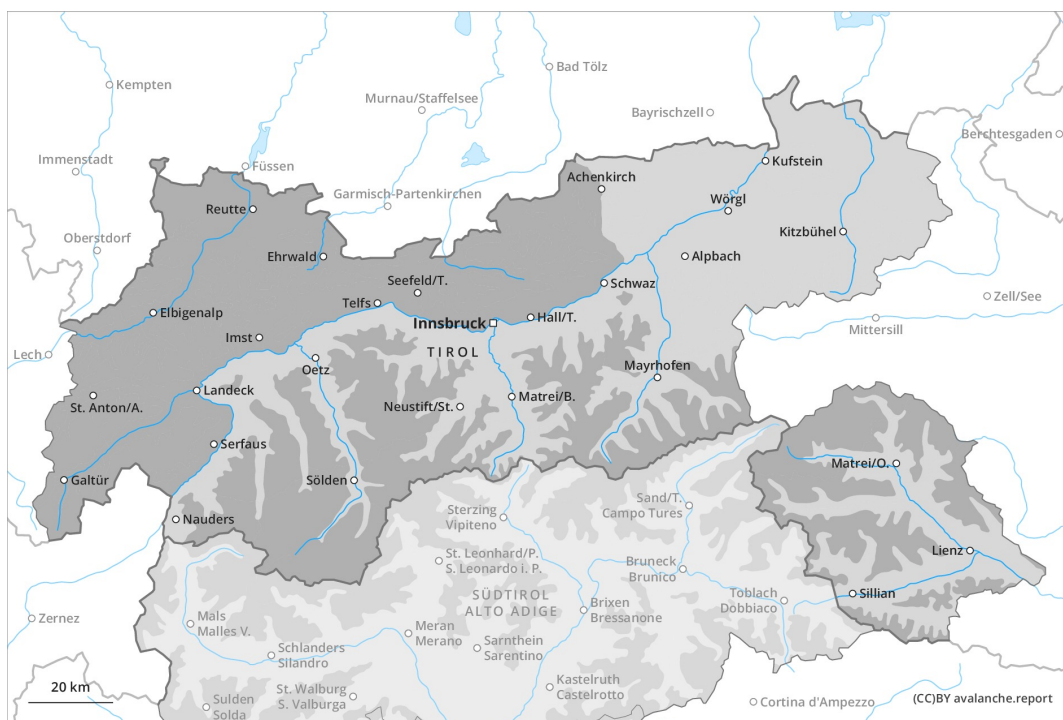 Kempten
Bad Tölz
Murnau/Staffelsee
Bayrischzell
Berchtesgaden
Immenstadt
Füssen
Kufstein
Achenkirch
Garmisch-Partenkirchen
Reutte
Wörgl
Kitzbühel
Oberstdorf
Ehrwald
Alpbach
Seefeld/T.
Schwaz
Zell/See
Telfs
Elbigenalp
Innsbruck
Hall/T.
Mittersill
Imst
TIROL
Lech
Oetz
Mayrhofen
Landeck
St. Anton/A.
Neustift/St.
Matrei/B.
Serfaus
Matrei/O.
Galtür
Sölden
Sand/T.
Campo Tures
Sterzing
Vipiteno
Nauders
Lienz
St. Leonhard/P.
S. Leonardo i. P.
Bruneck
Brunico
Sillian
SÜDTIROL
ALTO ADIGE
Toblach
Dobbiaco
Brixen
Bressanone
Zernez
Mals
Malles V.
Meran
Merano
Sarnthein
Sarentino
Schlanders
Silandro
20 km
St. Walburg
S. Valburga
Kastelruth
Castelrotto
Sulden
Solda
Cortina d'Ampezzo
(CC)BY avalanche.report